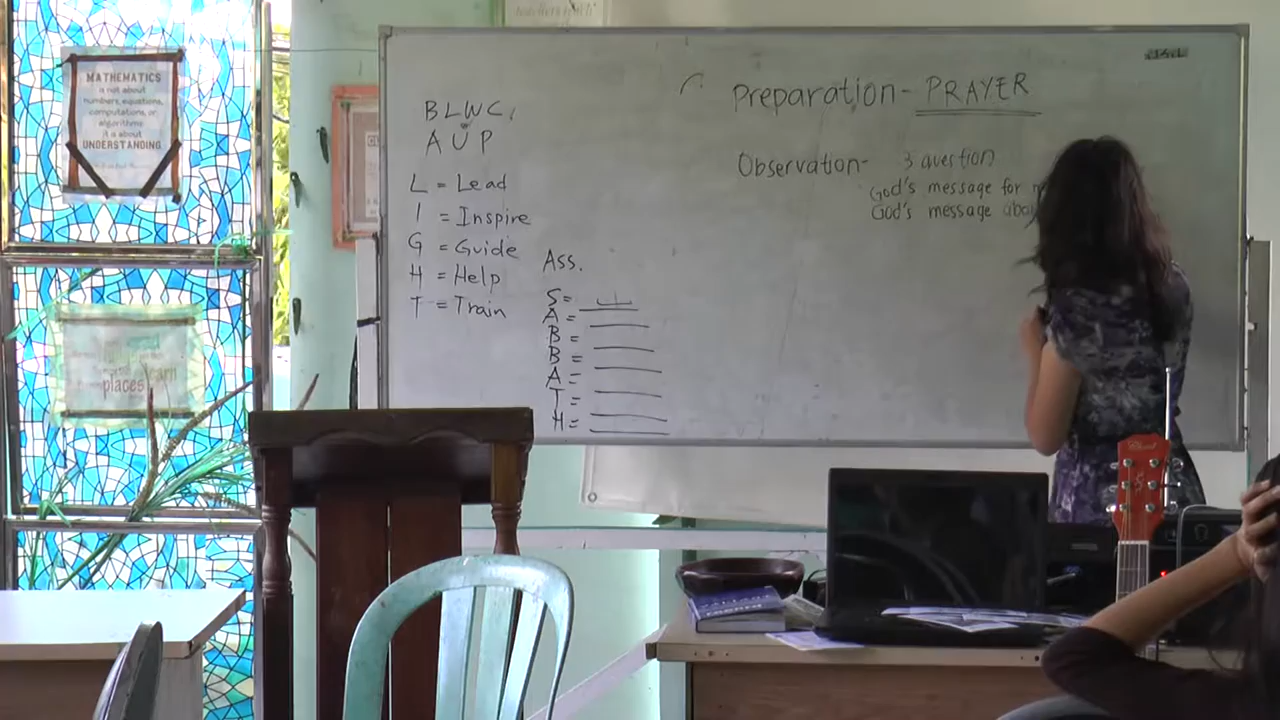 MATHEMATICS
is not about
numbers, equations,
computations, or
algorithms:
it is about
UNDERSTANDING.
learn
places
BLWC,
AUP
L = Lead
I = Inspire
G = Guide
H = Help
T = Train
Ass.
S =
A =
B =
B =
A =
T =
H =
Preparation - PRAYER
Observation - 3 question
God's message for
God's message